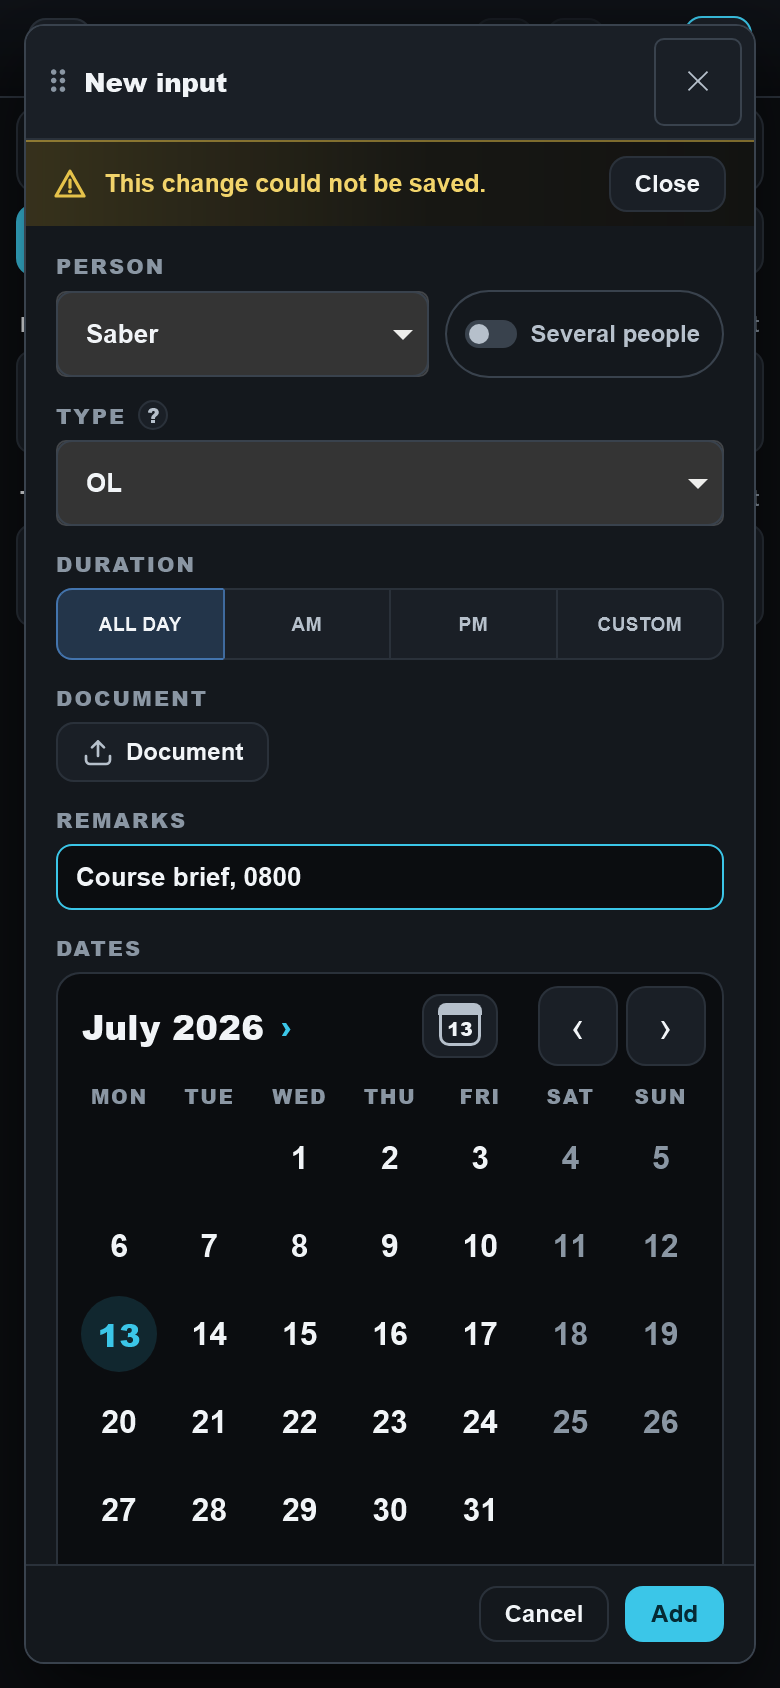 New input
This change could not be saved.
Close
PERSON
Saber
Several people
TYPE ?
OL
DURATION
ALL DAY AM PM CUSTOM
DOCUMENT
Document
REMARKS
Course brief, 0800
DATES
July 2026 › 13 ‹ ›
MON TUE WED THU FRI SAT SUN
1 2 3 4 5
6 7 8 9 10 11 12
13 14 15 16 17 18 19
20 21 22 23 24 25 26
27 28 29 30 31
Cancel Add